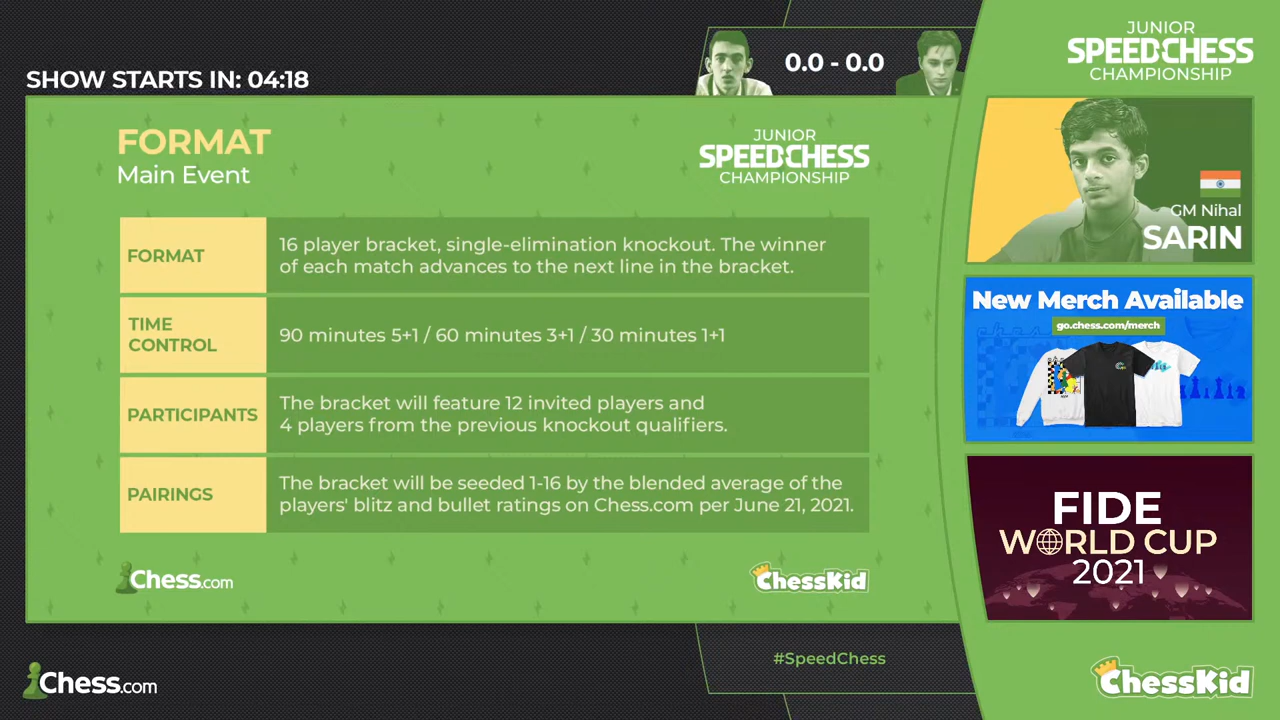 SHOW STARTS IN: 04:18
0.0 - 0.0
JUNIOR
SPEEDCHESS
CHAMPIONSHIP
FORMAT
Main Event
JUNIOR
SPEEDCHESS
CHAMPIONSHIP
FORMAT
16 player bracket, single-elimination knockout. The winner
of each match advances to the next line in the bracket.
TIME
CONTROL
90 minutes 5+1 / 60 minutes 3+1 / 30 minutes 1+1
PARTICIPANTS
The bracket will feature 12 invited players and
4 players from the previous knockout qualifiers.
PAIRINGS
The bracket will be seeded 1-16 by the blended average of the
players' blitz and bullet ratings on Chess.com per June 21, 2021.
Chess.com
ChessKid
GM Nihal
SARIN
New Merch Available
go.chess.com/merch
FIDE
WORLD CUP
2021
#SpeedChess
Chess.com
ChessKid